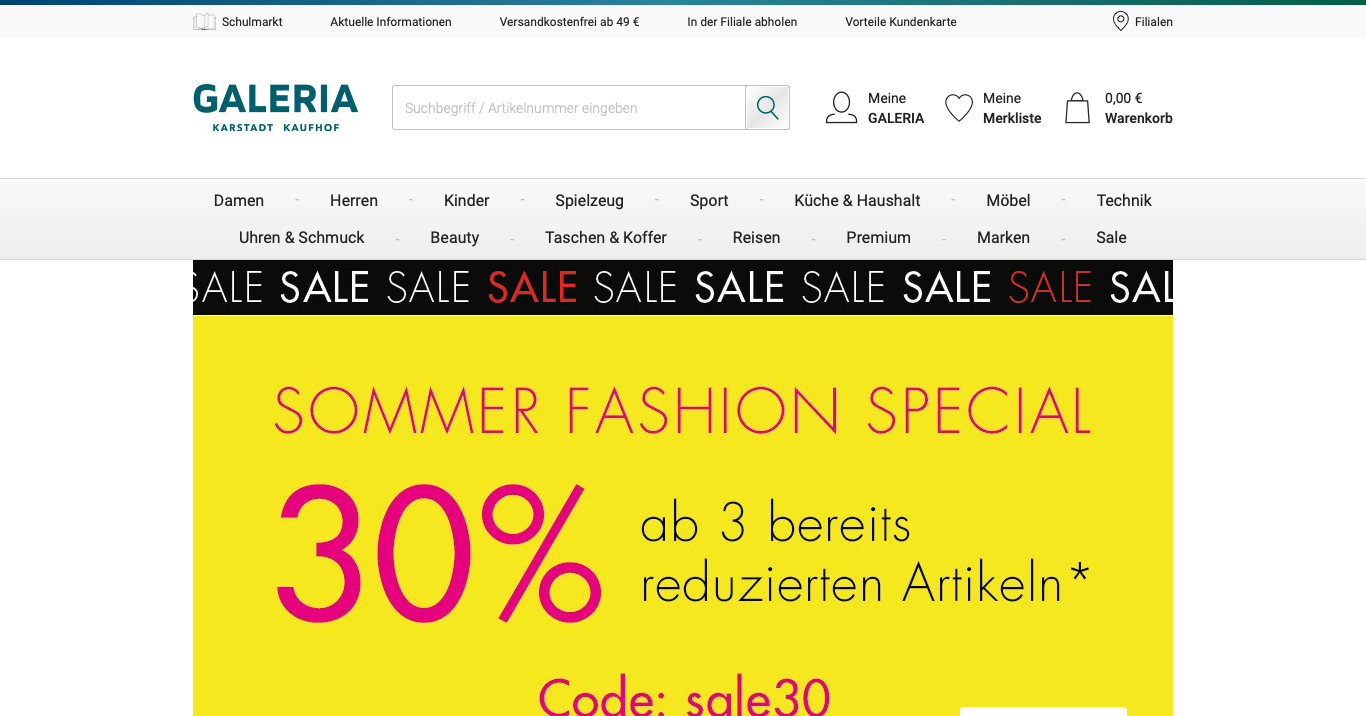 Schulmarkt Aktuelle Informationen Versandkostenfrei ab 49 € In der Filiale abholen Vorteile Kundenkarte Filialen
GALERIA
KARSTADT KAUFHOF
Suchbegriff / Artikelnummer eingeben
Meine
GALERIA
Meine
Merkliste
0,00 €
Warenkorb
Damen - Herren - Kinder - Spielzeug - Sport - Küche & Haushalt - Möbel - Technik
Uhren & Schmuck - Beauty - Taschen & Koffer - Reisen - Premium - Marken - Sale
SALE SALE SALE SALE SALE SALE SALE SALE SALE SAL
SOMMER FASHION SPECIAL
30%
ab 3 bereits
reduzierten Artikeln*
Code: sale30